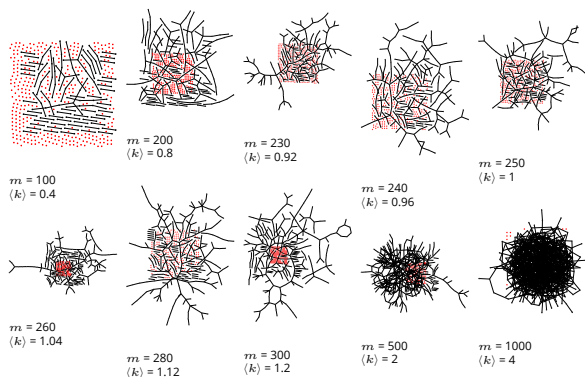 m = 100
⟨k⟩ = 0.4
m = 200
⟨k⟩ = 0.8
m = 230
⟨k⟩ = 0.92
m = 240
⟨k⟩ = 0.96
m = 250
⟨k⟩ = 1
m = 260
⟨k⟩ = 1.04
m = 280
⟨k⟩ = 1.12
m = 300
⟨k⟩ = 1.2
m = 500
⟨k⟩ = 2
m = 1000
⟨k⟩ = 4